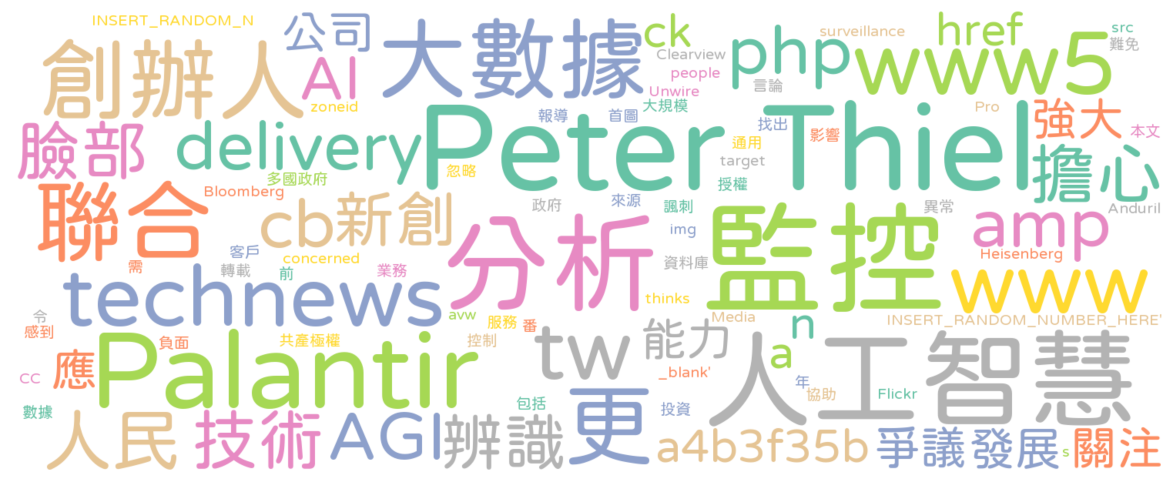 INSERT_RANDOM_N
公司
ck
href
src
創辦人
大數據
php
surveillance
www5
難免
AI
Clearview
people
言論
Unwire
zoneid
報導
首圖
大規模
Pro
強大
臉部
delivery
Peter Thiel
找出
影響
本文
通用
target
忽略
擔心
多國政府
授權
聯合
Bloomberg
cb
新創
政府
來源
諷刺
異常
Anduril
分析
監控
amp
img
客戶
concerned
轉載
前
業務
資料庫
Heisenberg
需
technews
thinks
www
令
avw
服務
番
Media
n
INSERT_RANDOM_NUMBER_HERE'
感到
負面
共產極權
控制
tw
能力
a
人工智慧
Palantir
應
CC
_blank'
年
協助
Flickr
更
數據
包括
投資
人民
技術
AGI
辨識
a4b3f35b
爭議
發展
s
關注